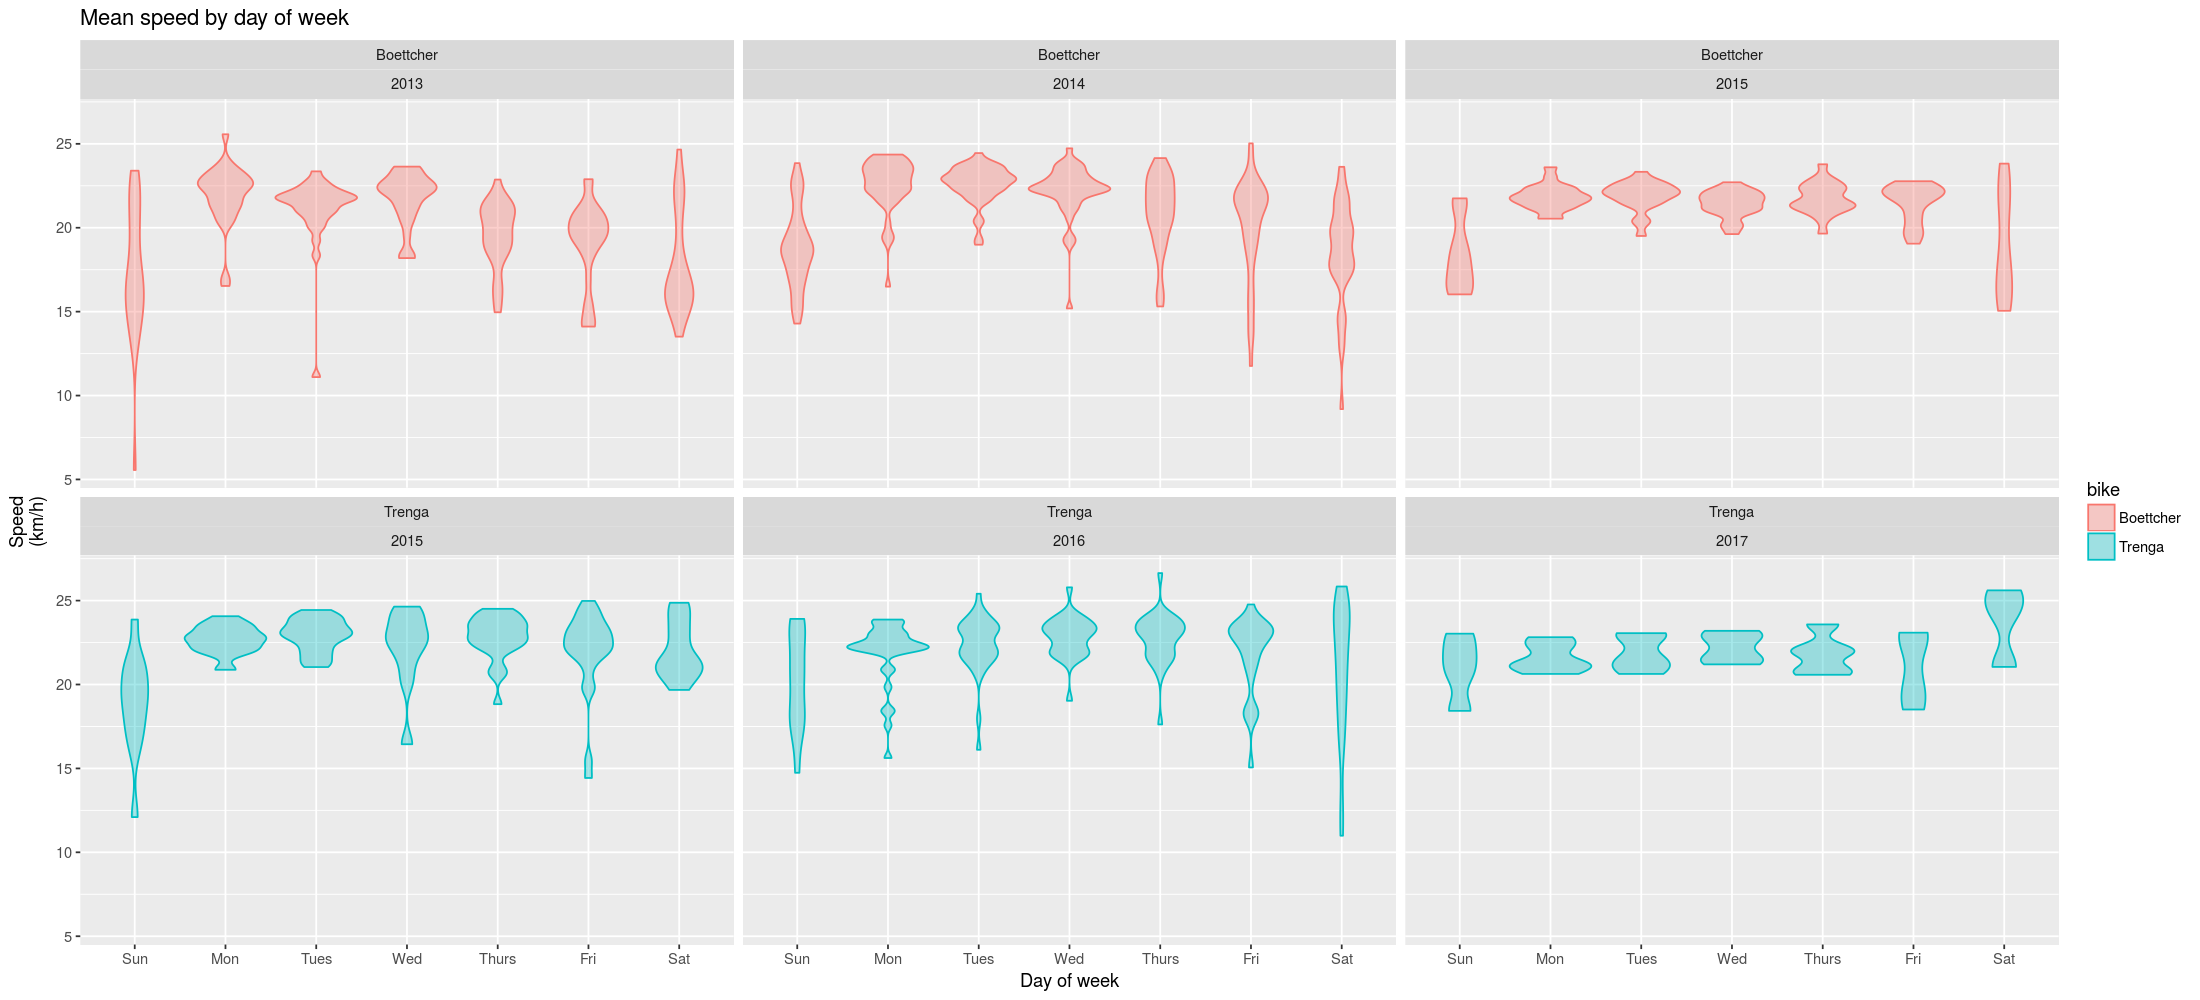 Mean speed by day of week
Boettcher
2013
Boettcher
2014
Boettcher
2015
25
20
15
10
5
Trenga
2015
Trenga
2016
Trenga
2017
25
20
15
10
5
Speed
(km/h)
Sun Mon Tues Wed Thurs Fri Sat
Sun Mon Tues Wed Thurs Fri Sat
Sun Mon Tues Wed Thurs Fri Sat
Day of week
bike
Boettcher
Trenga